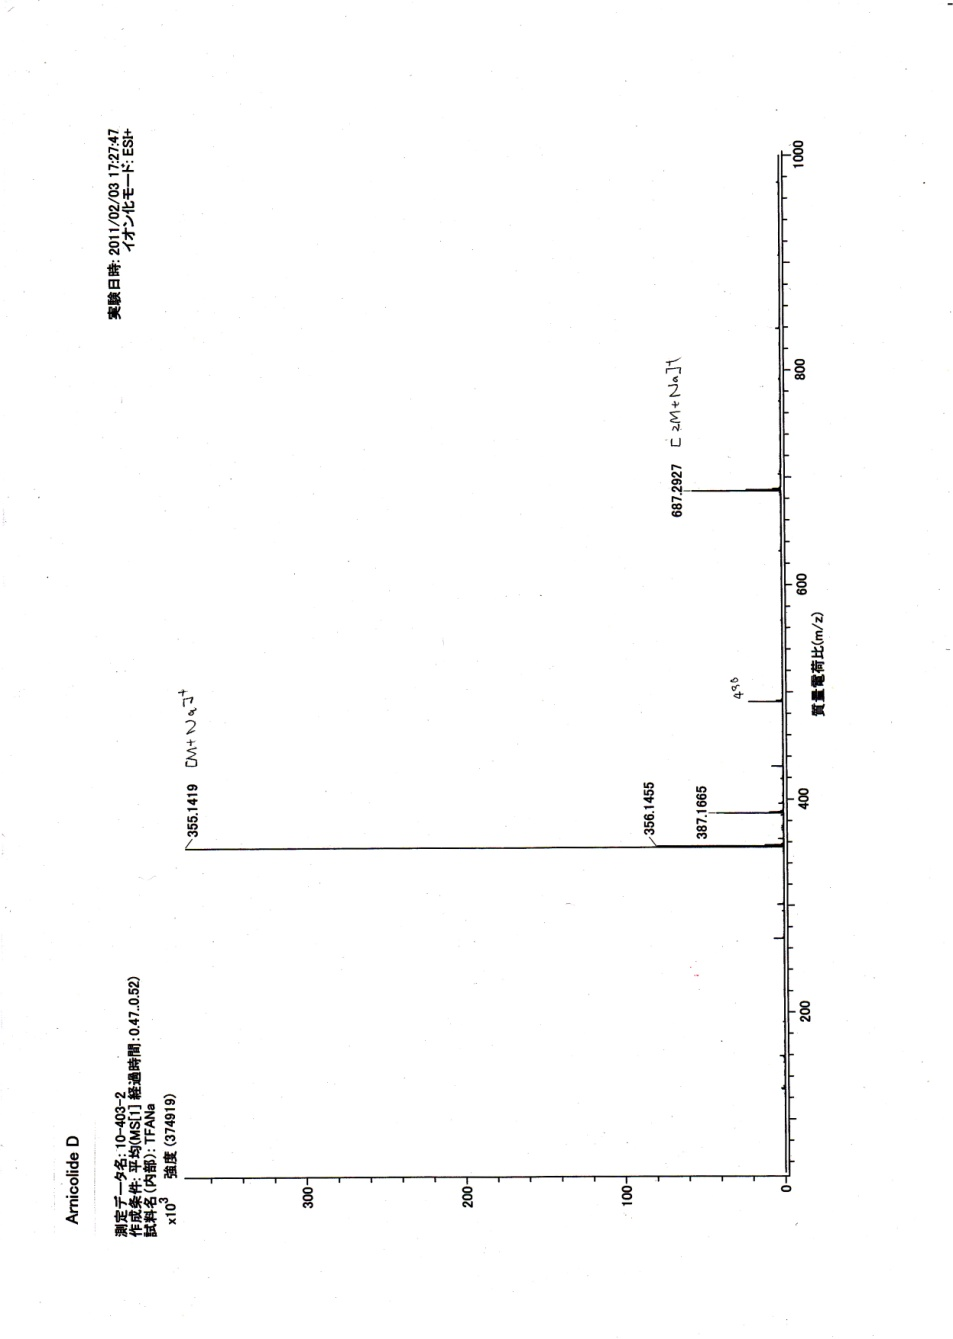 Arnicolide D
測定データ名: 10-403-2
作成条件: 平均(MS[1] 経過時間:0.47..0.52)
試料名(内部): TFANa
実験日時: 2011/02/03 17:27:47
イオン化モード: ESI+
x10³ 強度 (374919)
355.1419 [M+Na]+
300
200
356.1455
387.1665
490
687.2927 [2M+Na]+
100
0
200
400
600
800
1000
質量電荷比(m/z)